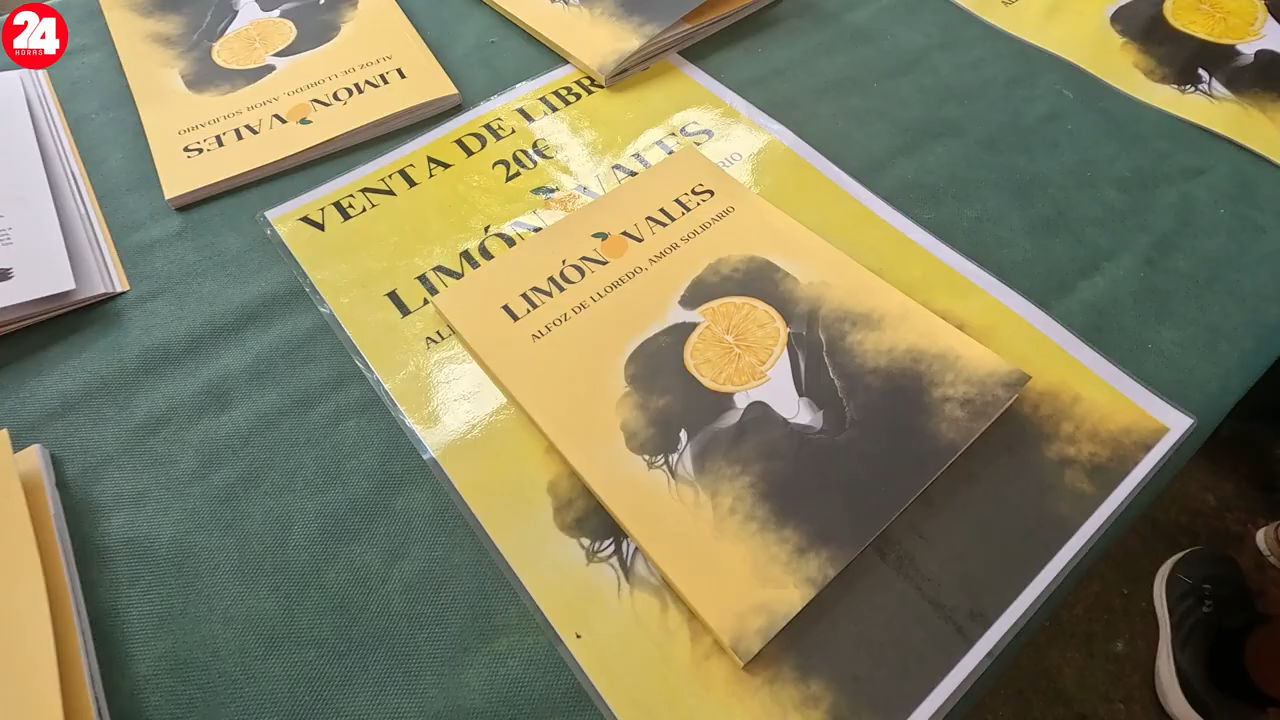 24
HORAS
LIMÓN VALES
ALFOZ DE LLOREDO, AMOR SOLIDARIO
VENTA DE LIBR
20€
LIMÓN VALES
LIMÓN VALES
ALFOZ DE LLOREDO, AMOR SOLIDARIO